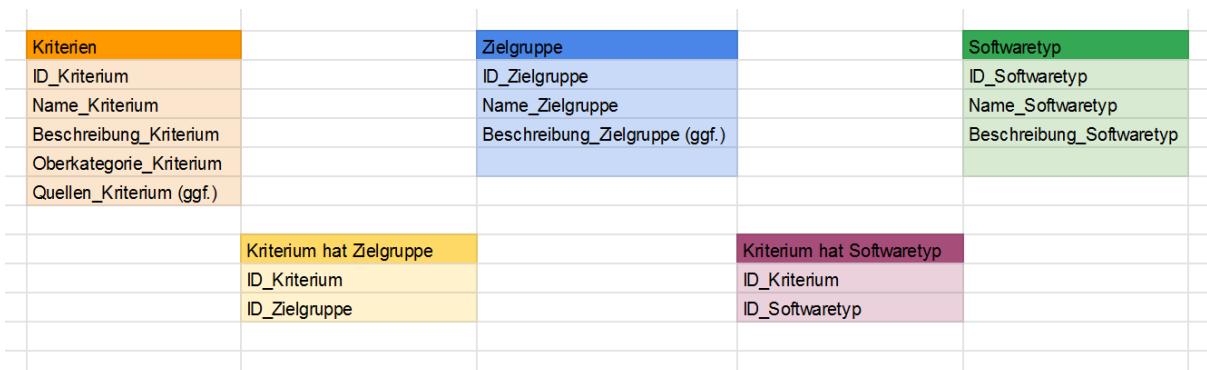 Kriterien
ID_Kriterium
Name_Kriterium
Beschreibung_Kriterium
Oberkategorie_Kriterium
Quellen_Kriterium (ggf.)
Zielgruppe
ID_Zielgruppe
Name_Zielgruppe
Beschreibung_Zielgruppe (ggf.)
Softwaretyp
ID_Softwaretyp
Name_Softwaretyp
Beschreibung_Softwaretyp
Kriterium hat Zielgruppe
ID_Kriterium
ID_Zielgruppe
Kriterium hat Softwaretyp
ID_Kriterium
ID_Softwaretyp